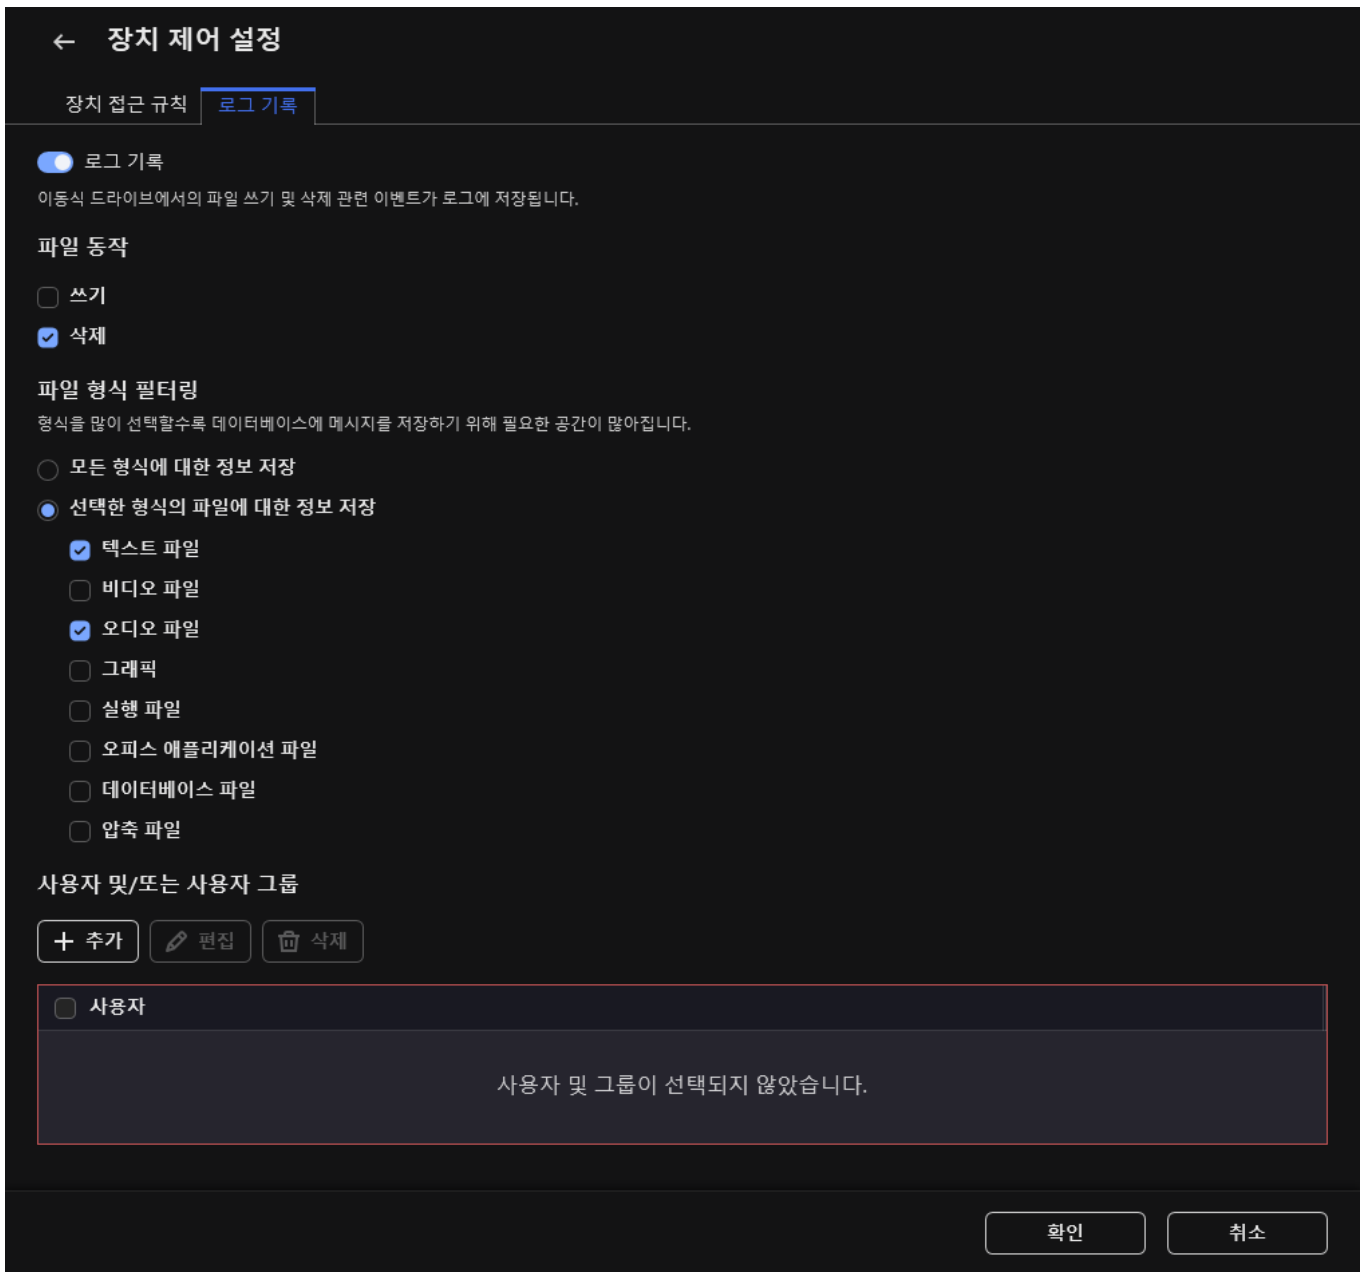 장치 제어 설정
장치 접근 규칙
로그 기록
로그 기록
이동식 드라이브에서의 파일 쓰기 및 삭제 관련 이벤트가 로그에 저장됩니다.
파일 동작
쓰기
삭제
파일 형식 필터링
형식을 많이 선택할수록 데이터베이스에 메시지를 저장하기 위해 필요한 공간이 많아집니다.
모든 형식에 대한 정보 저장
선택한 형식의 파일에 대한 정보 저장
텍스트 파일
비디오 파일
오디오 파일
그래픽
실행 파일
오피스 애플리케이션 파일
데이터베이스 파일
압축 파일
사용자 및/또는 사용자 그룹
추가 편집 삭제
사용자
사용자 및 그룹이 선택되지 않았습니다.
확인 취소